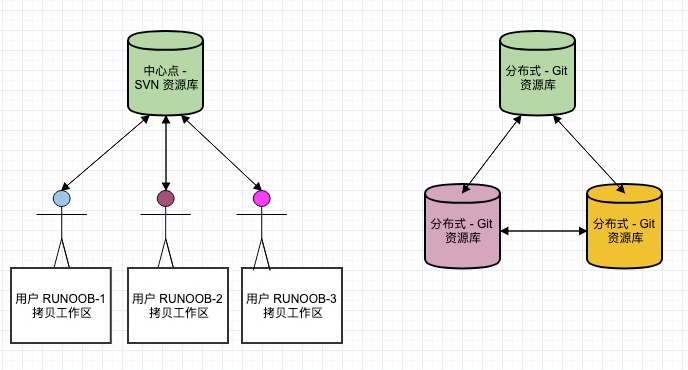 中心点 -
SVN 资源库
分布式 - Git
资源库
分布式 - Git
资源库
分布式 - Git
资源库
用户 RUNOOB-1
拷贝工作区
用户 RUNOOB-2
拷贝工作区
用户 RUNOOB-3
拷贝工作区